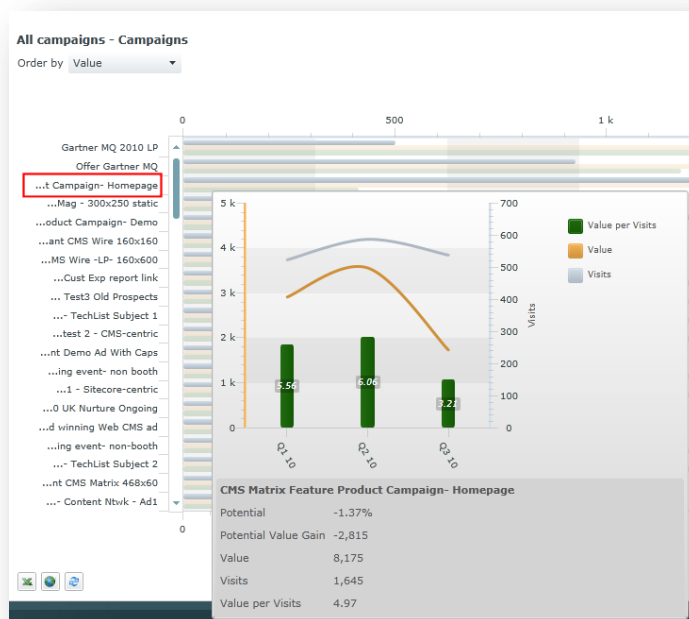 All campaigns - Campaigns
Order by Value
0 500 1 k
Gartner MQ 2010 LP
Offer Gartner MQ
...t Campaign- Homepage
...Mag - 300x250 static
...oduct Campaign- Demo
...ant CMS Wire 160x160
...MS Wire -LP- 160x600
...Cust Exp report link
... Test3 Old Prospects
...- TechList Subject 1
...test 2 - CMS-centric
...nt Demo Ad With Caps
...ing event- non booth
...1 - Sitecore-centric
...0 UK Nurture Ongoing
...d winning Web CMS ad
...ing event- non-booth
...- TechList Subject 2
...nt CMS Matrix 468x60
...- Content Ntwk - Ad1
0
5 k
4 k
3 k
2 k
1 k
0
700
600
500
400
300
200
100
0
Visits
5.56
6.06
3.21
Q1 10
Q2 10
Q3 10
Value per Visits
Value
Visits
CMS Matrix Feature Product Campaign- Homepage
Potential -1.37%
Potential Value Gain -2,815
Value 8,175
Visits 1,645
Value per Visits 4.97